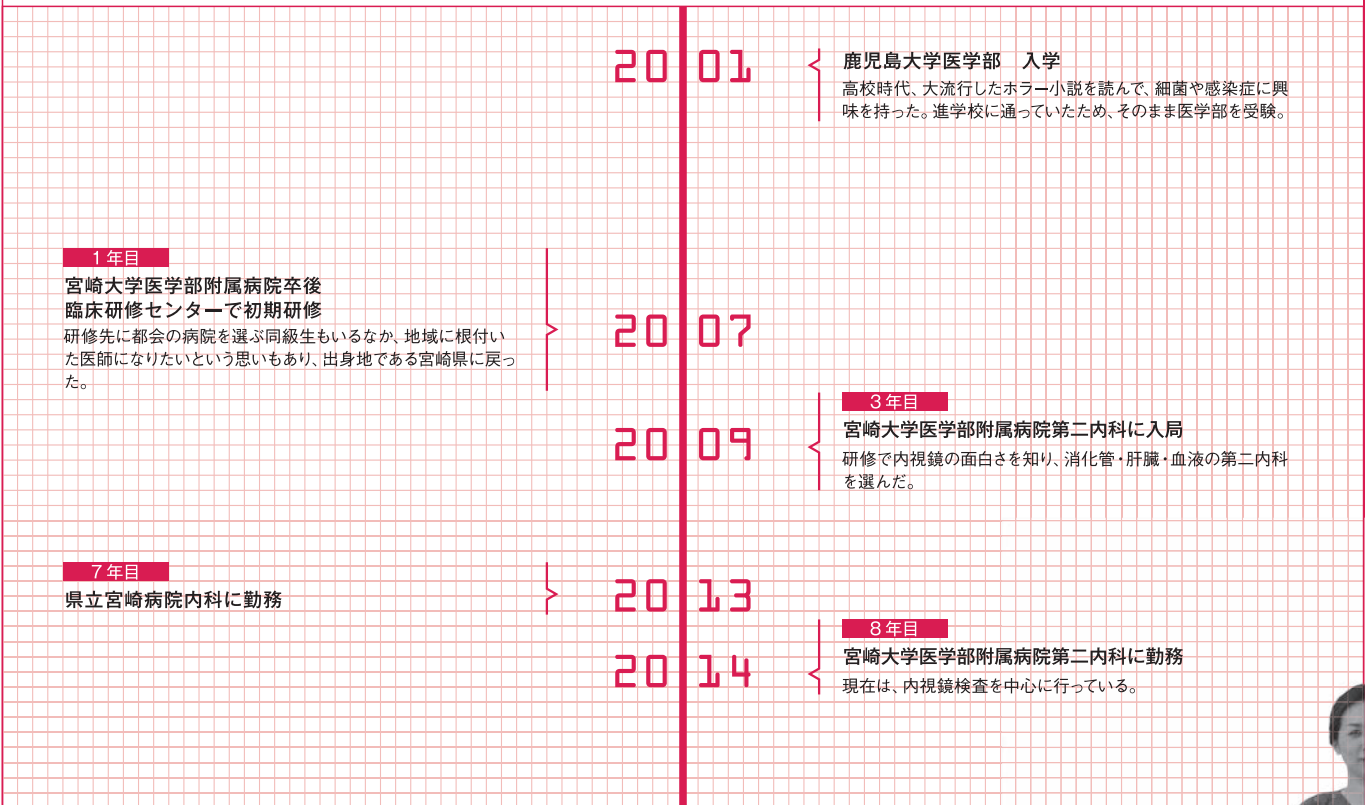 2001
鹿児島大学医学部　入学
高校時代、大流行したホラー小説を読んで、細菌や感染症に興
味を持った。進学校に通っていたため、そのまま医学部を受験。
1年目
宮崎大学医学部附属病院卒後
臨床研修センターで初期研修
研修先に都会の病院を選ぶ同級生もいるなか、地域に根付い
た医師になりたいという思いもあり、出身地である宮崎県に戻っ
た。
2007
3年目
宮崎大学医学部附属病院第二内科に入局
研修で内視鏡の面白さを知り、消化管・肝臓・血液の第二内科
を選んだ。
2009
7年目
県立宮崎病院内科に勤務
2013
8年目
宮崎大学医学部附属病院第二内科に勤務
現在は、内視鏡検査を中心に行っている。
2014